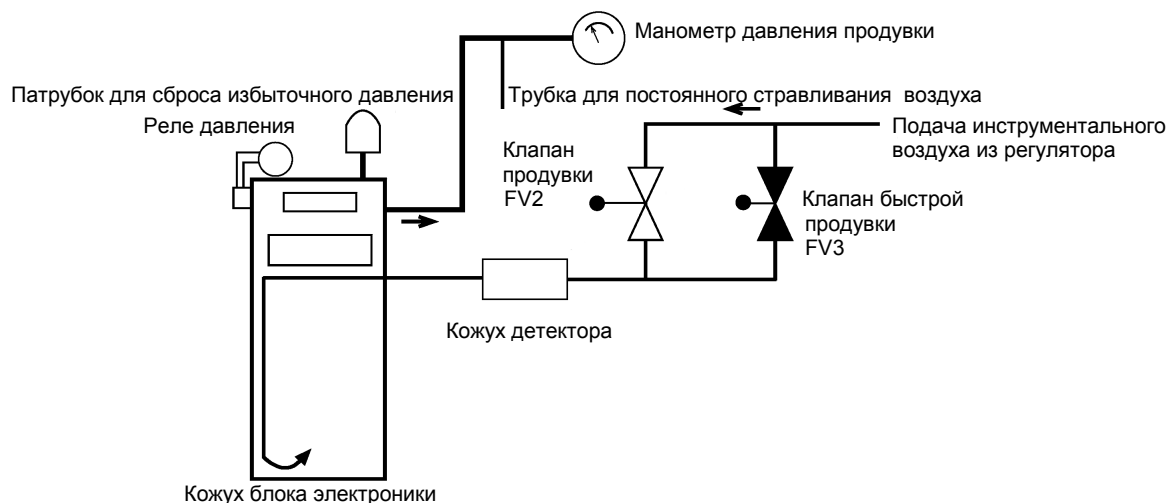 Манометр давления продувки
Патрубок для сброса избыточного давления
Трубка для постоянного стравливания воздуха
Реле давления
Подача инструментального
воздуха из регулятора
Клапан
продувки
FV2
Клапан быстрой
продувки
FV3
Кожух детектора
Кожух блока электроники